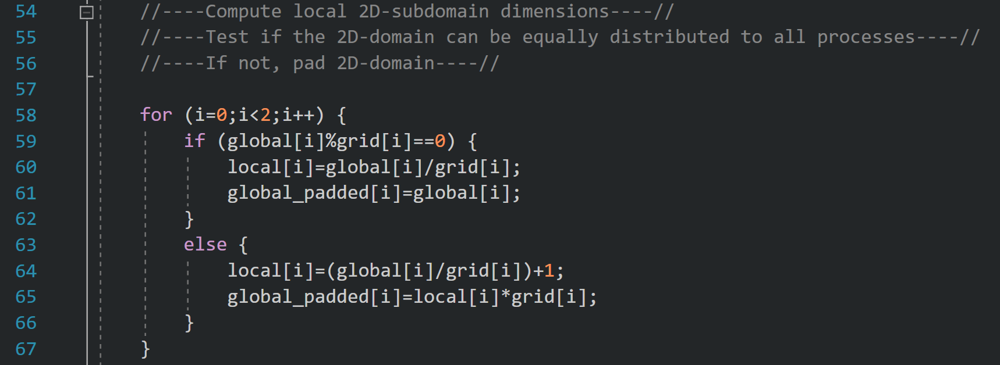 54 //----Compute local 2D-subdomain dimensions----//
55 //----Test if the 2D-domain can be equally distributed to all processes----//
56 //----If not, pad 2D-domain----//
57
58 for (i=0;i<2;i++) {
59 if (global[i]%grid[i]==0) {
60 local[i]=global[i]/grid[i];
61 global_padded[i]=global[i];
62 }
63 else {
64 local[i]=(global[i]/grid[i])+1;
65 global_padded[i]=local[i]*grid[i];
66 }
67 }